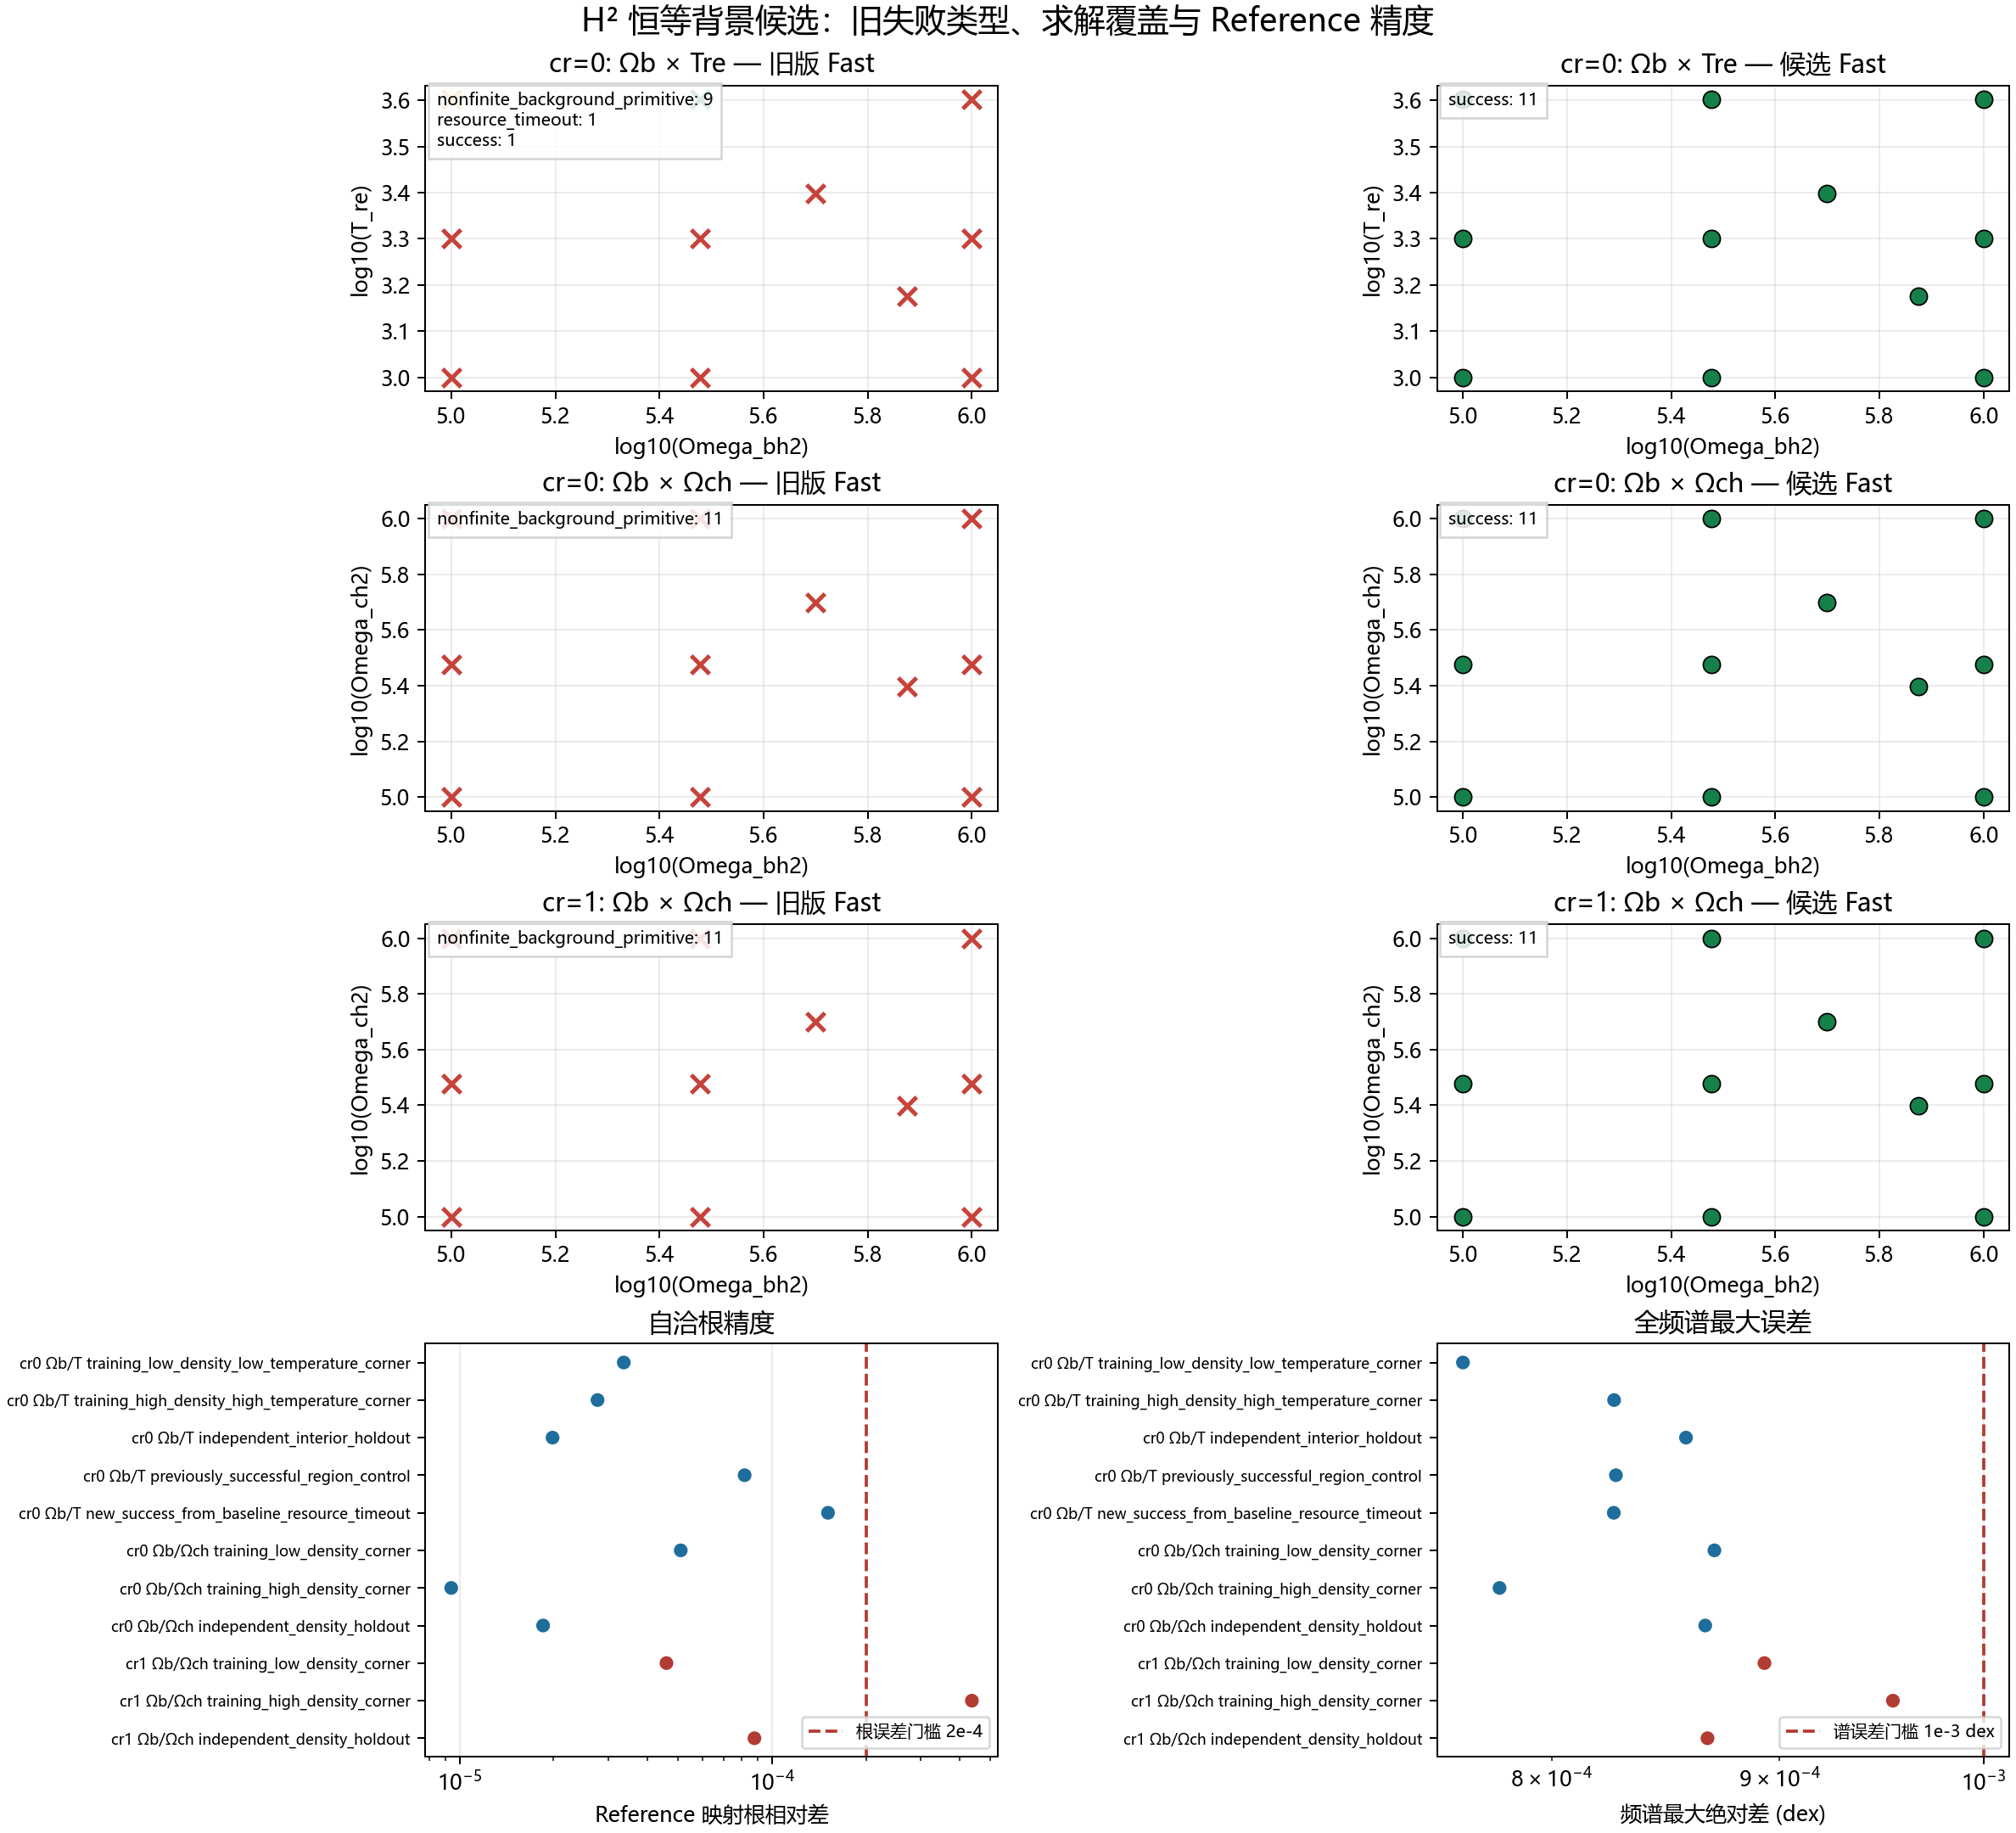 H² 恒等背景候选：旧失败类型、求解覆盖与 Reference 精度
cr=0: Ωb × Tre — 旧版 Fast
nonfinite_background_primitive: 9
resource_timeout: 1
success: 1
log10(T_re)
3.6
3.5
3.4
3.3
3.2
3.1
3.0
5.0 5.2 5.4 5.6 5.8 6.0
log10(Omega_bh2)
cr=0: Ωb × Tre — 候选 Fast
success: 11
log10(T_re)
3.6
3.5
3.4
3.3
3.2
3.1
3.0
5.0 5.2 5.4 5.6 5.8 6.0
log10(Omega_bh2)
cr=0: Ωb × Ωch — 旧版 Fast
nonfinite_background_primitive: 11
log10(Omega_ch2)
6.0
5.8
5.6
5.4
5.2
5.0
5.0 5.2 5.4 5.6 5.8 6.0
log10(Omega_bh2)
cr=0: Ωb × Ωch — 候选 Fast
success: 11
log10(Omega_ch2)
6.0
5.8
5.6
5.4
5.2
5.0
5.0 5.2 5.4 5.6 5.8 6.0
log10(Omega_bh2)
cr=1: Ωb × Ωch — 旧版 Fast
nonfinite_background_primitive: 11
log10(Omega_ch2)
6.0
5.8
5.6
5.4
5.2
5.0
5.0 5.2 5.4 5.6 5.8 6.0
log10(Omega_bh2)
cr=1: Ωb × Ωch — 候选 Fast
success: 11
log10(Omega_ch2)
6.0
5.8
5.6
5.4
5.2
5.0
5.0 5.2 5.4 5.6 5.8 6.0
log10(Omega_bh2)
自洽根精度
cr0 Ωb/T training_low_density_low_temperature_corner
cr0 Ωb/T training_high_density_high_temperature_corner
cr0 Ωb/T independent_interior_holdout
cr0 Ωb/T previously_successful_region_control
cr0 Ωb/T new_success_from_baseline_resource_timeout
cr0 Ωb/Ωch training_low_density_corner
cr0 Ωb/Ωch training_high_density_corner
cr0 Ωb/Ωch independent_density_holdout
cr1 Ωb/Ωch training_low_density_corner
cr1 Ωb/Ωch training_high_density_corner
cr1 Ωb/Ωch independent_density_holdout
根误差门槛 2e-4
10⁻⁵ 10⁻⁴
Reference 映射根相对差
全频谱最大误差
cr0 Ωb/T training_low_density_low_temperature_corner
cr0 Ωb/T training_high_density_high_temperature_corner
cr0 Ωb/T independent_interior_holdout
cr0 Ωb/T previously_successful_region_control
cr0 Ωb/T new_success_from_baseline_resource_timeout
cr0 Ωb/Ωch training_low_density_corner
cr0 Ωb/Ωch training_high_density_corner
cr0 Ωb/Ωch independent_density_holdout
cr1 Ωb/Ωch training_low_density_corner
cr1 Ωb/Ωch training_high_density_corner
cr1 Ωb/Ωch independent_density_holdout
谱误差门槛 1e-3 dex
8 × 10⁻⁴ 9 × 10⁻⁴ 10⁻³
频谱最大绝对差 (dex)